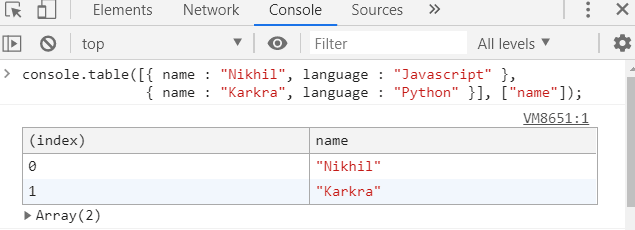 Elements Network Console Sources »
top Filter All levels
console.table([{ name : "Nikhil", language : "Javascript" },
{ name : "Karkra", language : "Python" }], ["name"]);
VM8651:1
(index) name
0 "Nikhil"
1 "Karkra"
Array(2)